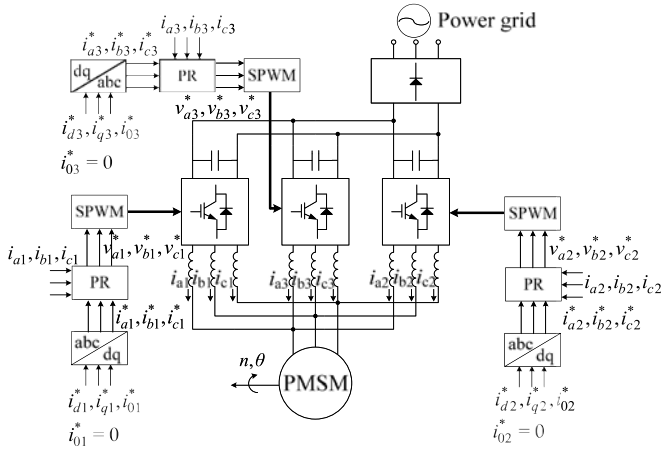 Power grid
i*a3, i*b3, i*c3
ia3, ib3, ic3
dq
abc
PR
SPWM
v*a3, v*b3, v*c3
i*d3, i*q3, i*03
i*03 = 0
SPWM
v*a1, v*b1, v*c1
ia1, ib1, ic1
PR
i*a1, i*b1, i*c1
abc
dq
i*d1, i*q1, i*01
i*01 = 0
ia1 ib1 ic1
ia3 ib3 ic3
ia2 ib2 ic2
n, θ
PMSM
SPWM
v*a2, v*b2, v*c2
PR
ia2, ib2, ic2
i*a2, i*b2, i*c2
abc
dq
i*d2, i*q2, i*02
i*02 = 0